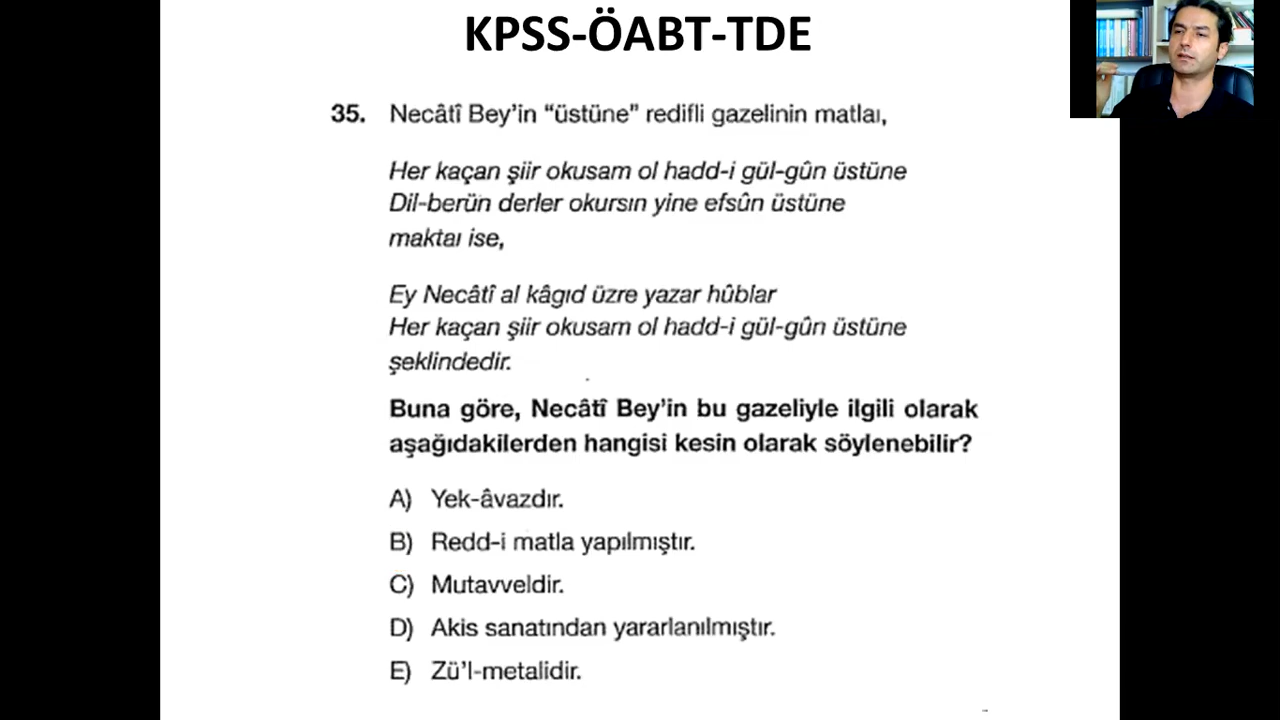 KPSS-ÖABT-TDE
35. Necâtî Bey'in "üstüne" redifli gazelinin matlaı,
Her kaçan şiir okusam ol hadd-i gül-gûn üstüne
Dil-berün derler okursın yine efsûn üstüne
maktaı ise,
Ey Necâtî al kâgıd üzre yazar hûblar
Her kaçan şiir okusam ol hadd-i gül-gûn üstüne
şeklindedir.
Buna göre, Necâtî Bey'in bu gazeliyle ilgili olarak
aşağıdakilerden hangisi kesin olarak söylenebilir?
A) Yek-âvazdır.
B) Redd-i matla yapılmıştır.
C) Mutavveldir.
D) Akis sanatından yararlanılmıştır.
E) Zü'l-metalidir.